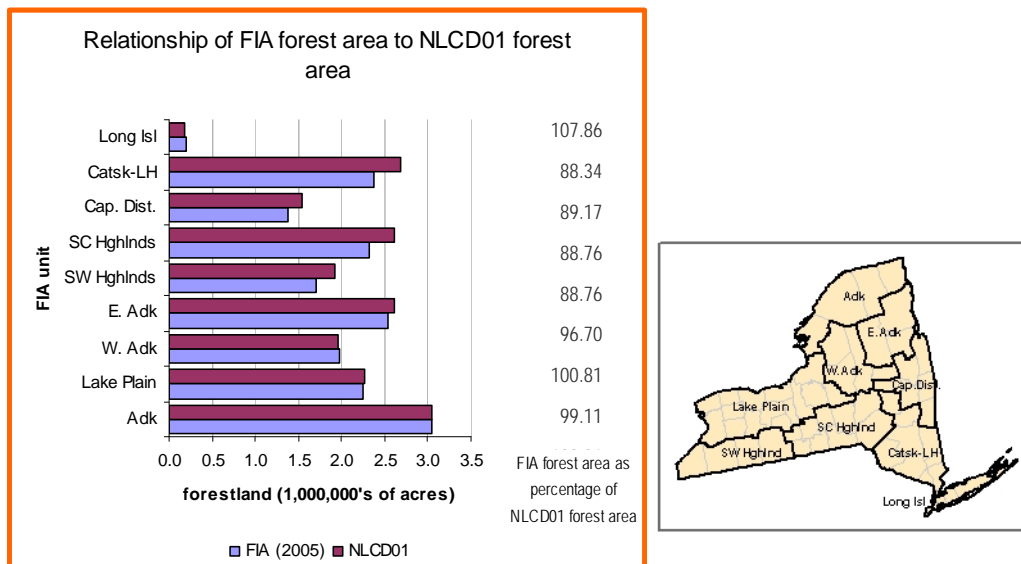 Relationship of FIA forest area to NLCD01 forest
area
FIA unit
Long Isl
Catsk-LH
Cap. Dist.
SC Hghlnds
SW Hghlnds
E. Adk
W. Adk
Lake Plain
Adk
107.86
88.34
89.17
88.76
88.76
96.70
100.81
99.11
0.0 0.5 1.0 1.5 2.0 2.5 3.0 3.5
forestland (1,000,000's of acres)
FIA forest area as
percentage of
NLCD01 forest area
FIA (2005) NLCD01
Adk
E. Adk
W. Adk
Cap. Dist.
Lake Plain
SC Hghlnd
SW Hghlnd
Catsk-LH
Long Isl